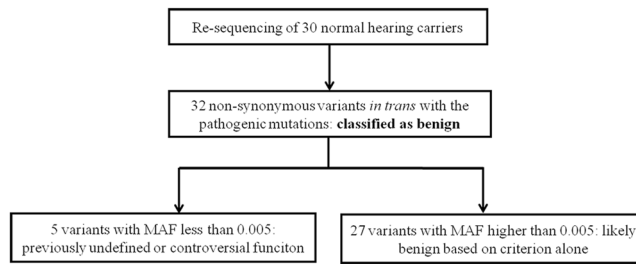 Re-sequencing of 30 normal hearing carriers
32 non-synonymous variants in trans with the
pathogenic mutations: classified as benign
5 variants with MAF less than 0.005:
previously undefined or controversial funciton
27 variants with MAF higher than 0.005: likely
benign based on criterion alone